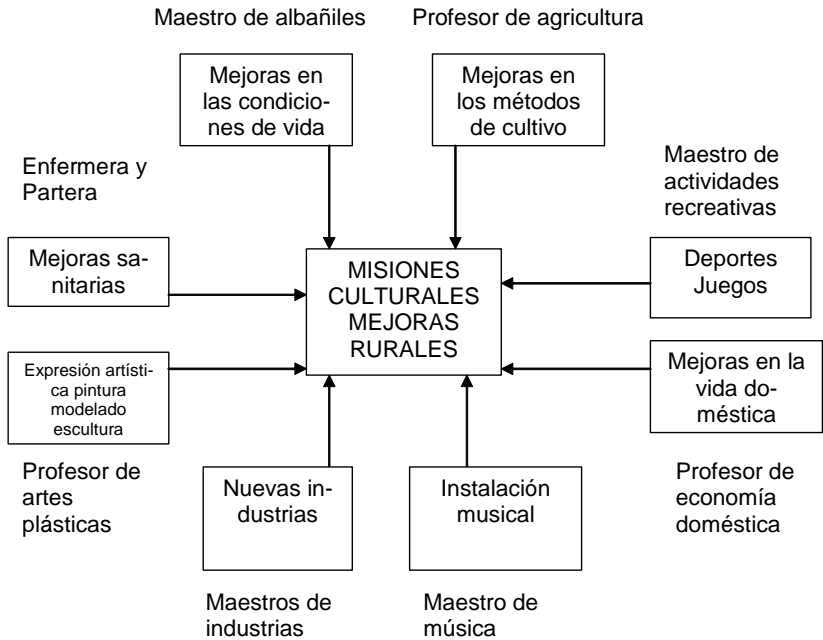 Maestro de albañiles
Profesor de agricultura
Mejoras en
las condicio-
nes de vida
Mejoras en
los métodos
de cultivo
Enfermera y
Partera
Maestro de
actividades
recreativas
Mejoras sa-
nitarias
MISIONES
CULTURALES
MEJORAS
RURALES
Deportes
Juegos
Expresión artísti-
ca pintura
modelado
escultura
Mejoras en la
vida do-
méstica
Profesor de
artes
plásticas
Nuevas in-
dustrias
Instalación
musical
Profesor de
economía
doméstica
Maestros de
industrias
Maestro de
música